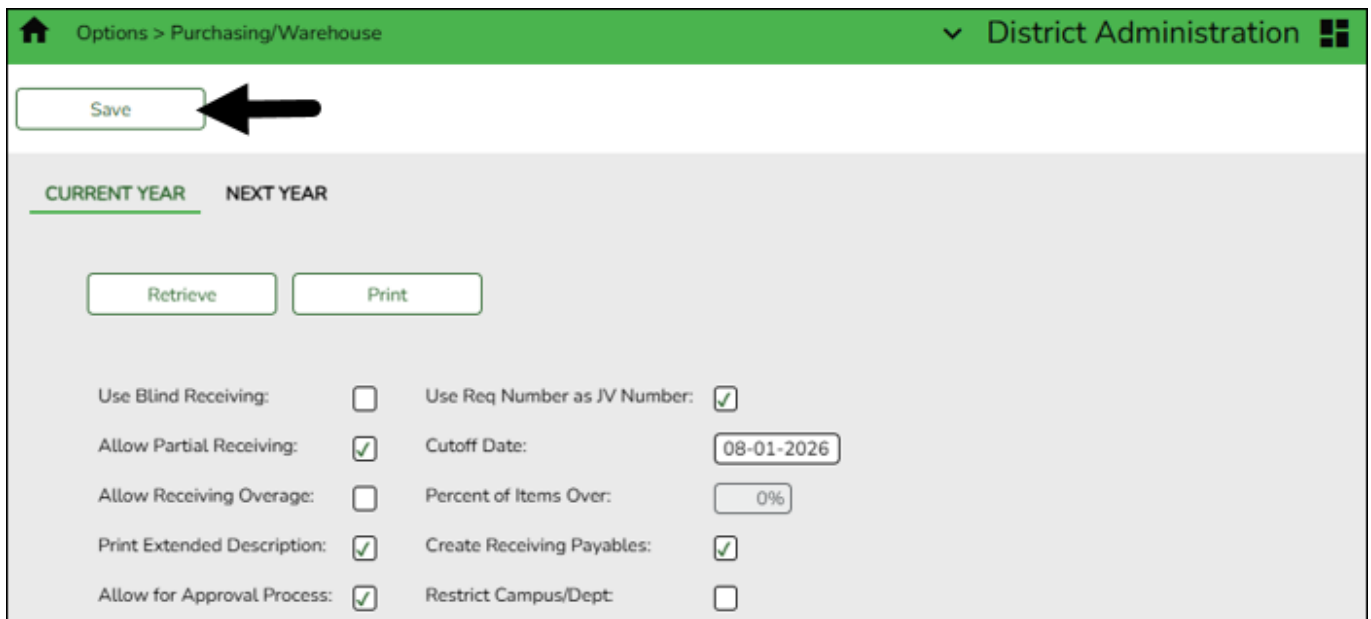 Options > Purchasing/Warehouse District Administration
Save
CURRENT YEAR NEXT YEAR
Retrieve Print
Use Blind Receiving: Use Req Number as JV Number:
Allow Partial Receiving: Cutoff Date: 08-01-2026
Allow Receiving Overage: Percent of Items Over: 0%
Print Extended Description: Create Receiving Payables:
Allow for Approval Process: Restrict Campus/Dept: